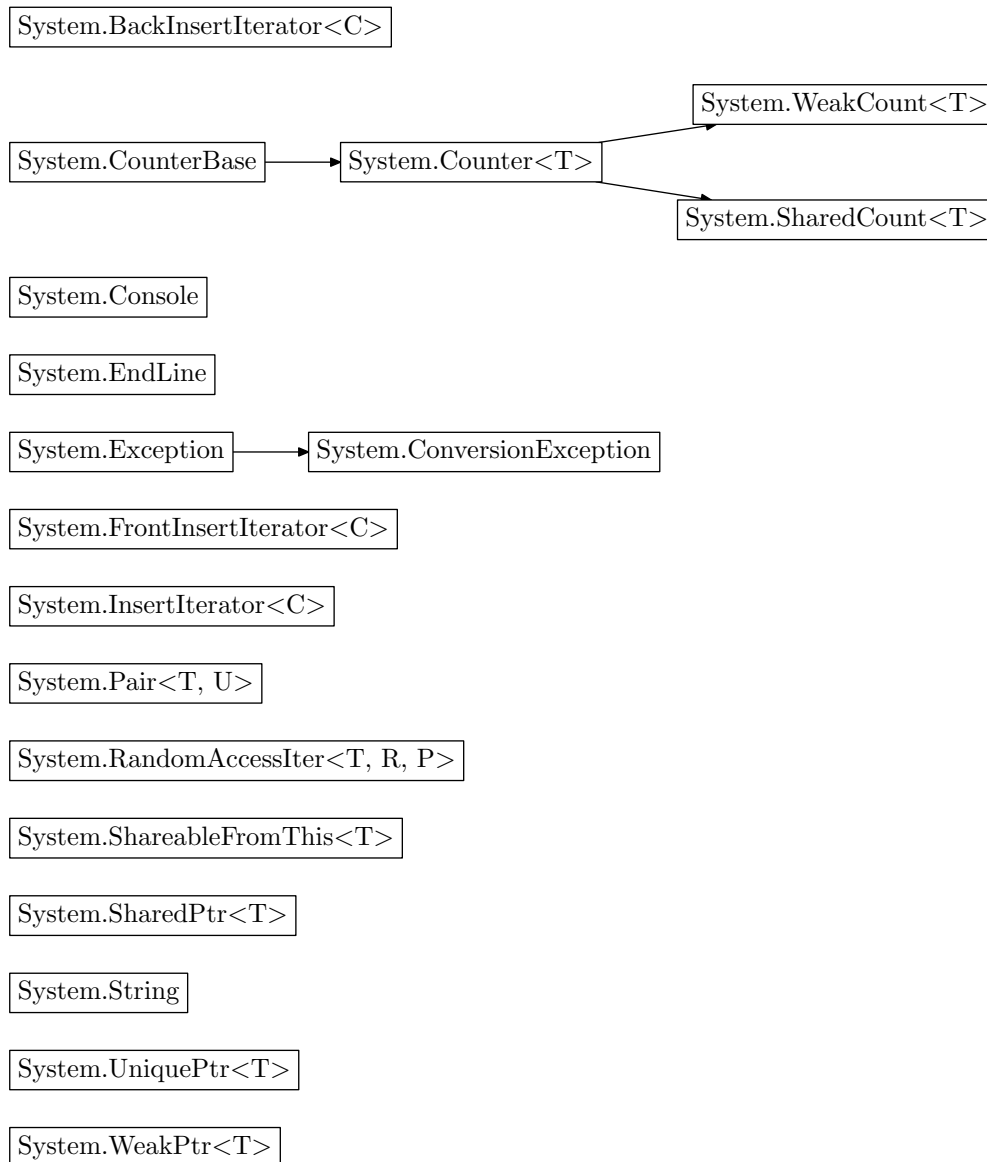 System.BackInsertIterator<C>
System.WeakCount<T>
System.CounterBase
System.Counter<T>
System.SharedCount<T>
System.Console
System.EndLine
System.Exception
System.ConversionException
System.FrontInsertIterator<C>
System.InsertIterator<C>
System.Pair<T, U>
System.RandomAccessIter<T, R, P>
System.ShareableFromThis<T>
System.SharedPtr<T>
System.String
System.UniquePtr<T>
System.WeakPtr<T>